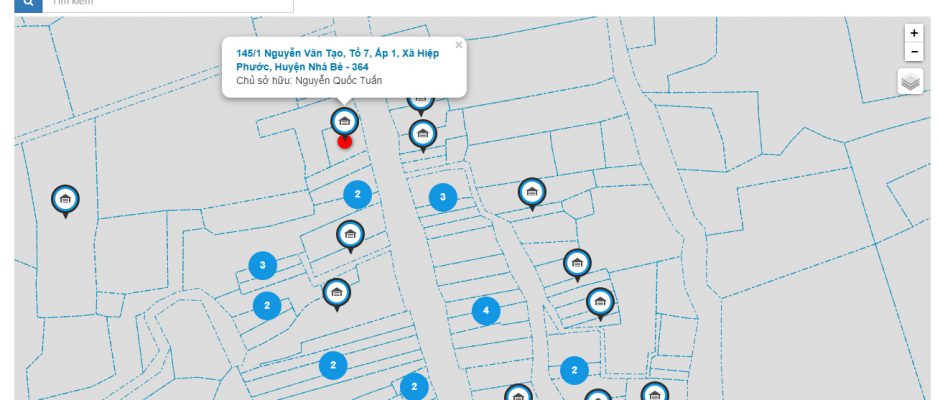 Tìm kiếm
145/1 Nguyễn Văn Tạo, Tổ 7, Ấp 1, Xã Hiệp
Phước, Huyện Nhà Bè - 364
Chủ sở hữu: Nguyễn Quốc Tuấn
×
+
−
2
3
3
2
4
2
2
2